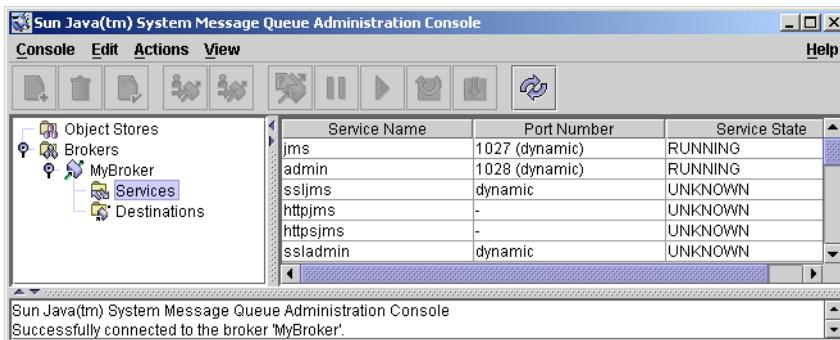 Sun Java(tm) System Message Queue Administration Console
Console Edit Actions View Help
Object Stores
Brokers
MyBroker
Services
Destinations
Service Name Port Number Service State
jms 1027 (dynamic) RUNNING
admin 1028 (dynamic) RUNNING
ssljms dynamic UNKNOWN
httpjms - UNKNOWN
httpsjms - UNKNOWN
ssladmin dynamic UNKNOWN
Sun Java(tm) System Message Queue Administration Console
Successfully connected to the broker 'MyBroker'.